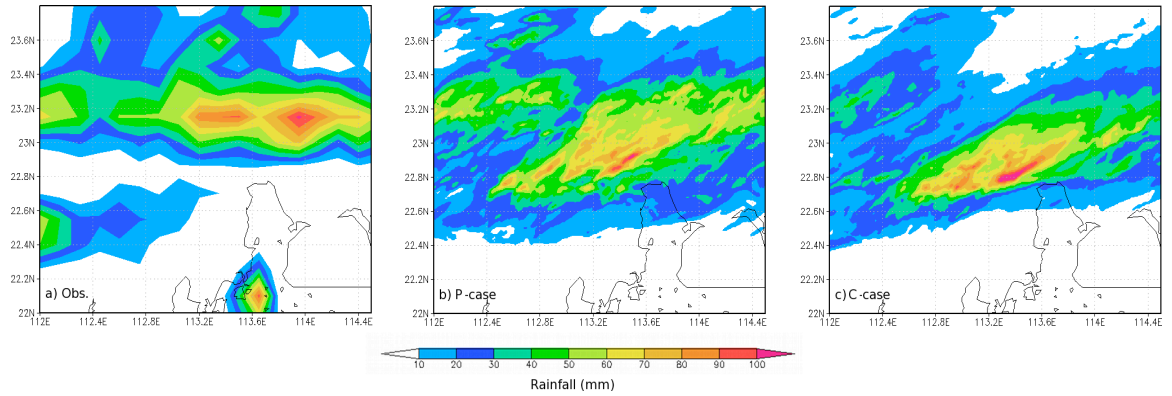 23.6N
23.4N
23.2N
23N
22.8N
22.6N
22.4N
22.2N
22N
a) Obs.
112E 112.4E 112.8E 113.2E 113.6E 114E 114.4E
23.6N
23.4N
23.2N
23N
22.8N
22.6N
22.4N
22.2N
22N
b) P-case
112E 112.4E 112.8E 113.2E 113.6E 114E 114.4E
23.6N
23.4N
23.2N
23N
22.8N
22.6N
22.4N
22.2N
22N
c) C-case
112E 112.4E 112.8E 113.2E 113.6E 114E 114.4E
10 20 30 40 50 60 70 80 90 100
Rainfall (mm)